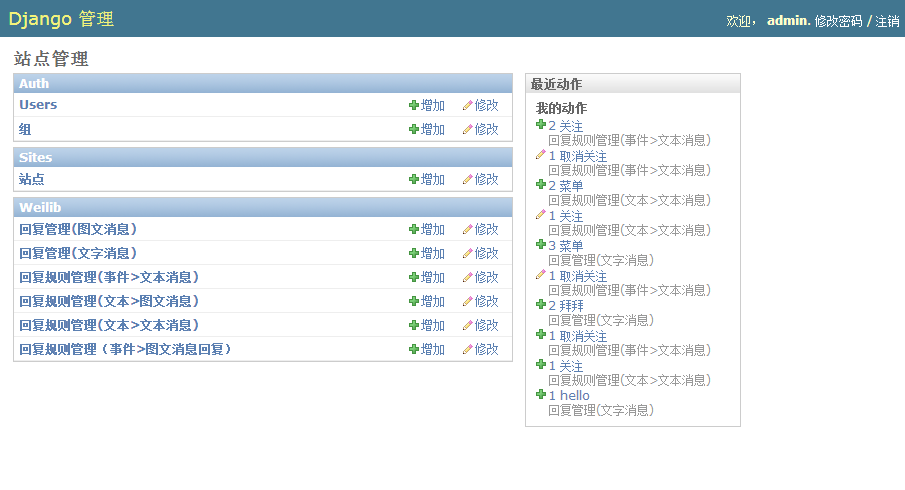 Django 管理
欢迎， admin. 修改密码 / 注销
站点管理
Auth
Users 增加 修改
组 增加 修改
Sites
站点 增加 修改
Weilib
回复管理(图文消息) 增加 修改
回复管理(文字消息) 增加 修改
回复规则管理(事件>文本消息) 增加 修改
回复规则管理(文本>图文消息) 增加 修改
回复规则管理(文本>文本消息) 增加 修改
回复规则管理（事件>图文消息回复） 增加 修改
最近动作
我的动作
2 关注
回复规则管理(事件>文本消息)
1 取消关注
回复规则管理(事件>文本消息)
2 菜单
回复规则管理(文本>文本消息)
1 关注
回复规则管理(文本>文本消息)
3 菜单
回复管理(文字消息)
1 取消关注
回复规则管理(事件>文本消息)
2 拜拜
回复管理(文字消息)
1 取消关注
回复规则管理(事件>文本消息)
1 关注
回复规则管理(文本>文本消息)
1 hello
回复管理(文字消息)